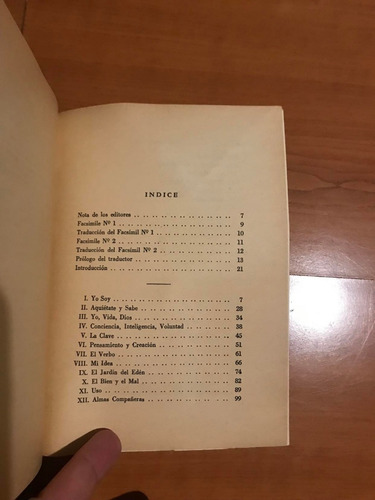 INDICE
Nota de los editores .. .. .. .. .. .. .. .. .. .. .. 7
Facsimile Nº 1 .. .. .. .. .. .. .. .. .. .. .. .. 9
Traducción del Facsímil Nº 1 .. .. .. .. .. .. .. .. 10
Facsimile Nº 2 .. .. .. .. .. .. .. .. .. .. .. .. 11
Traducción del Facsimil Nº 2 .. .. .. .. .. .. .. .. 12
Prólogo del traductor .. .. .. .. .. .. .. .. .. .. 13
Introducción .. .. .. .. .. .. .. .. .. .. .. .. .. 21
I. Yo Soy .. .. .. .. .. .. .. .. .. .. .. .. 7
II. Aquiétate y Sabe .. .. .. .. .. .. .. .. .. 28
III. Yo, Vida, Dios .. .. .. .. .. .. .. .. .. .. 34
IV. Conciencia, Inteligencia, Voluntad .. .. .. .. 38
V. La Clave .. .. .. .. .. .. .. .. .. .. .. .. 45
VI. Pensamiento y Creación .. .. .. .. .. .. .. 51
VII. El Verbo .. .. .. .. .. .. .. .. .. .. .. .. 61
VIII. Mi Idea .. .. .. .. .. .. .. .. .. .. .. .. 66
IX. El Jardín del Edén .. .. .. .. .. .. .. .. .. 74
X. El Bien y el Mal .. .. .. .. .. .. .. .. .. 82
XI. Uso .. .. .. .. .. .. .. .. .. .. .. .. .. 89
XII. Almas Compañeras .. .. .. .. .. .. .. .. .. 99